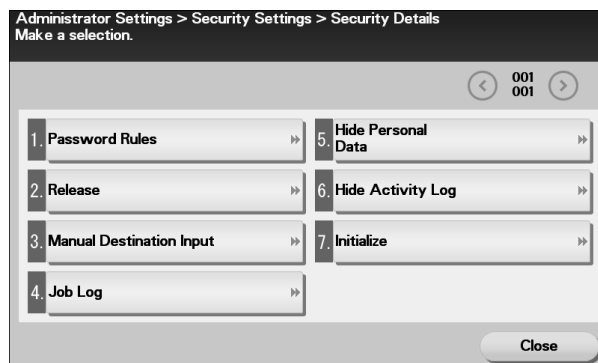 Administrator Settings > Security Settings > Security Details
Make a selection.
001
001
1. Password Rules
2. Release
3. Manual Destination Input
4. Job Log
5. Hide Personal
Data
6. Hide Activity Log
7. Initialize
Close